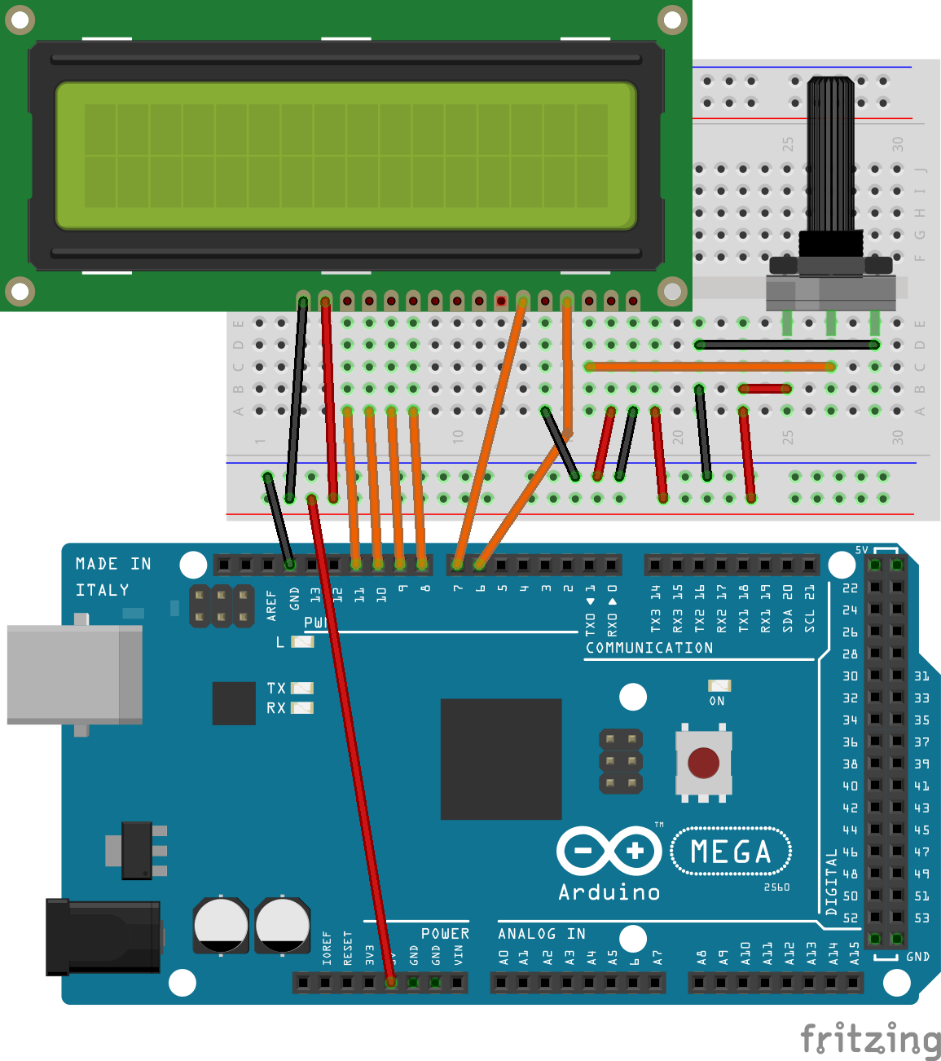 25
30
J
I
H
G
F
E
E
D
D
C
C
B
B
A
A
1
10
20
25
30
MADE IN
ITALY
5V
AREF
GND
13
12
11
10
9
8
7
6
5
4
3
2
TX0 ◄ 1
RX0 ► 0
TX3 14
RX3 15
TX2 16
RX2 17
TX1 18
RX1 19
SDA 20
SCL 21
PWM
COMMUNICATION
L
TX
RX
ON
22
24
26
28
30
31
32
33
34
35
36
37
38
39
40
41
42
43
44
45
46
47
48
49
50
51
52
53
DIGITAL
TM
MEGA
Arduino
2560
POWER
ANALOG IN
GND
IOREF
RESET
3V3
5V
GND
GND
VIN
A0
A1
A2
A3
A4
A5
6
A7
A8
A9
A10
A11
A12
A13
A14
A15
fritzing